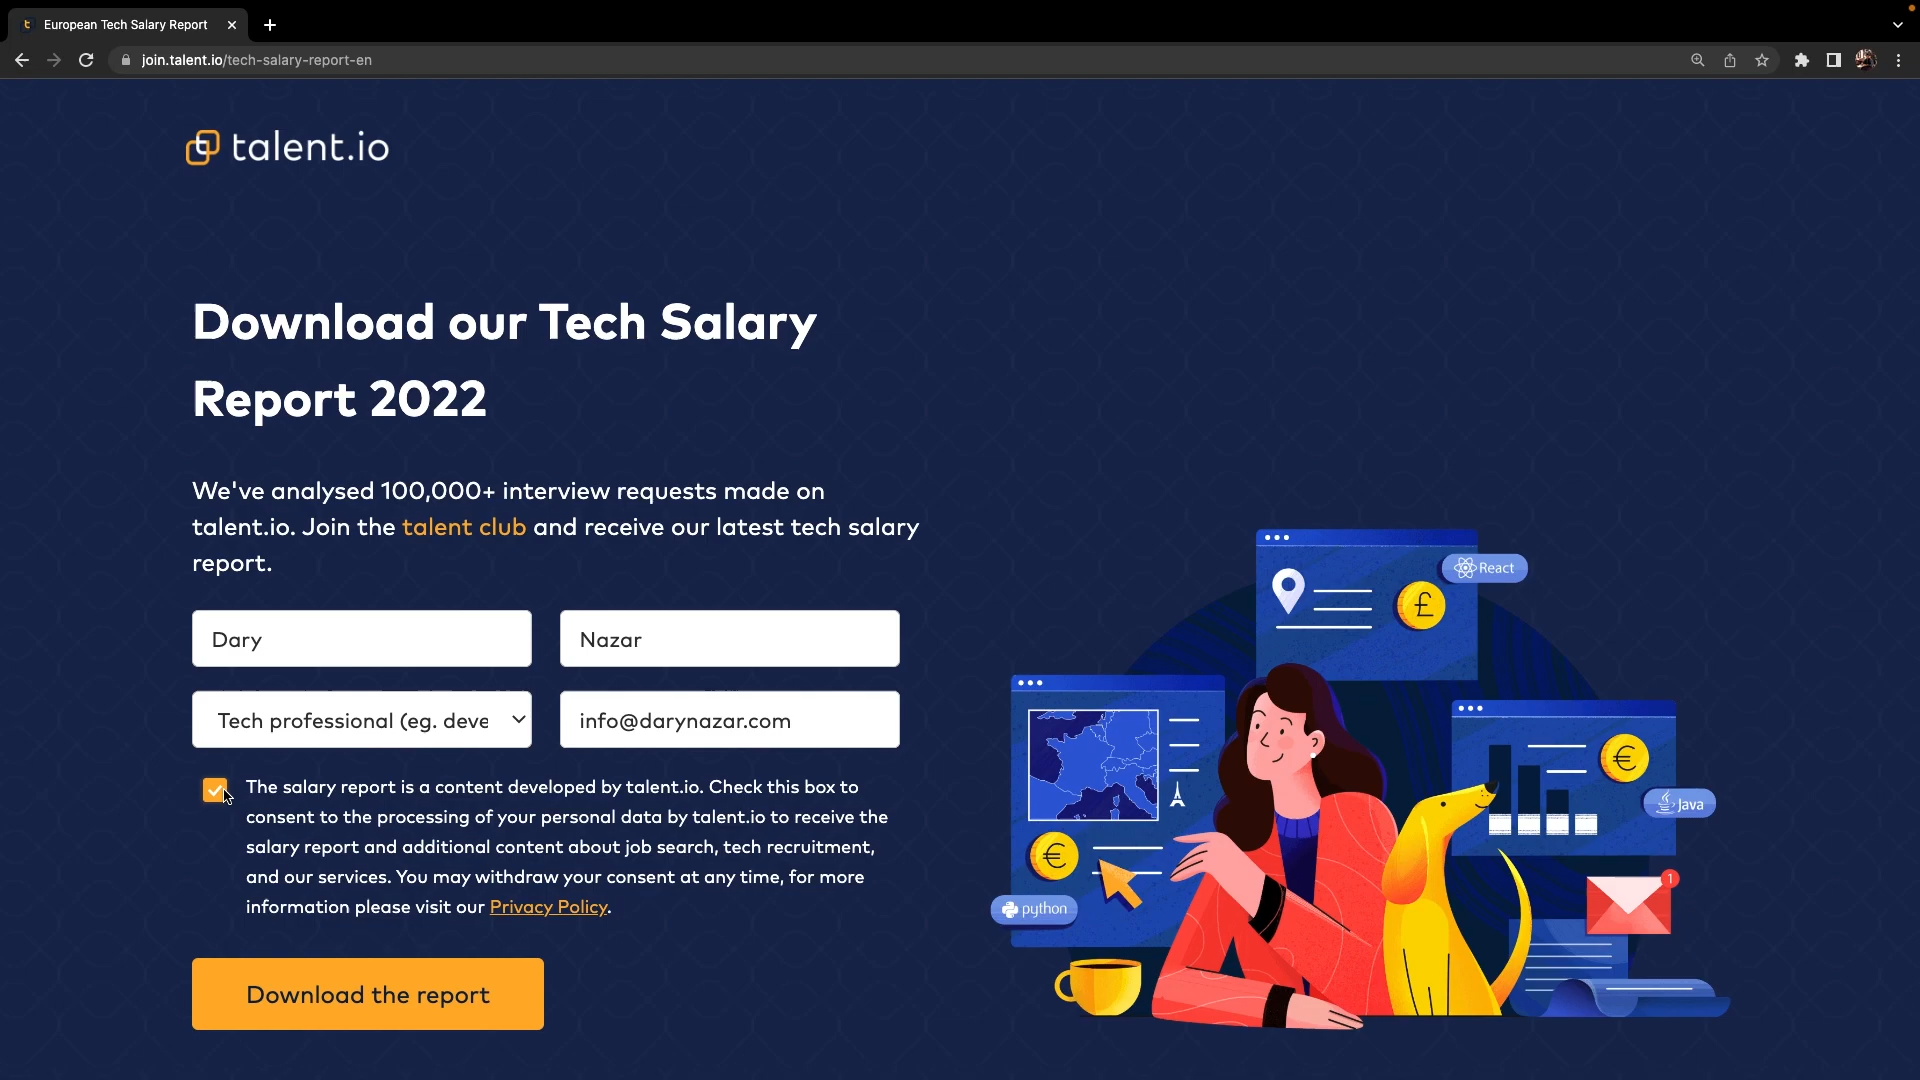 European Tech Salary Report
join.talent.io/tech-salary-report-en
talent.io
Download our Tech Salary
Report 2022
We've analysed 100,000+ interview requests made on
talent.io. Join the talent club and receive our latest tech salary
report.
Dary
Nazar
Tech professional (eg. deve
info@darynazar.com
The salary report is a content developed by talent.io. Check this box to
consent to the processing of your personal data by talent.io to receive the
salary report and additional content about job search, tech recruitment,
and our services. You may withdraw your consent at any time, for more
information please visit our Privacy Policy.
Download the report
React
£
€
Java
€
1
python